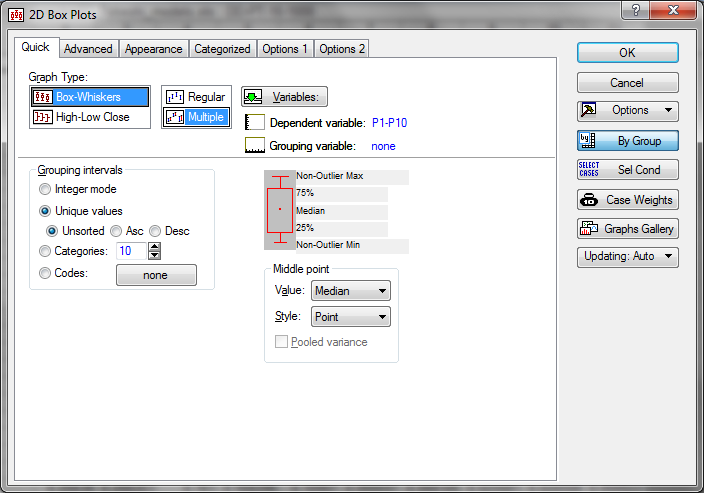 2D Box Plots
?
Quick Advanced Appearance Categorized Options 1 Options 2
Graph Type:
Box-Whiskers
High-Low Close
Regular
Multiple
Variables:
Dependent variable: P1-P10
Grouping variable: none
Grouping intervals
Integer mode
Unique values
Unsorted Asc Desc
Categories: 10
Codes: none
Non-Outlier Max
75%
Median
25%
Non-Outlier Min
Middle point
Value: Median
Style: Point
Pooled variance
OK
Cancel
Options
by By Group
SELECT CASES Sel Cond
10 Case Weights
Graphs Gallery
Updating: Auto